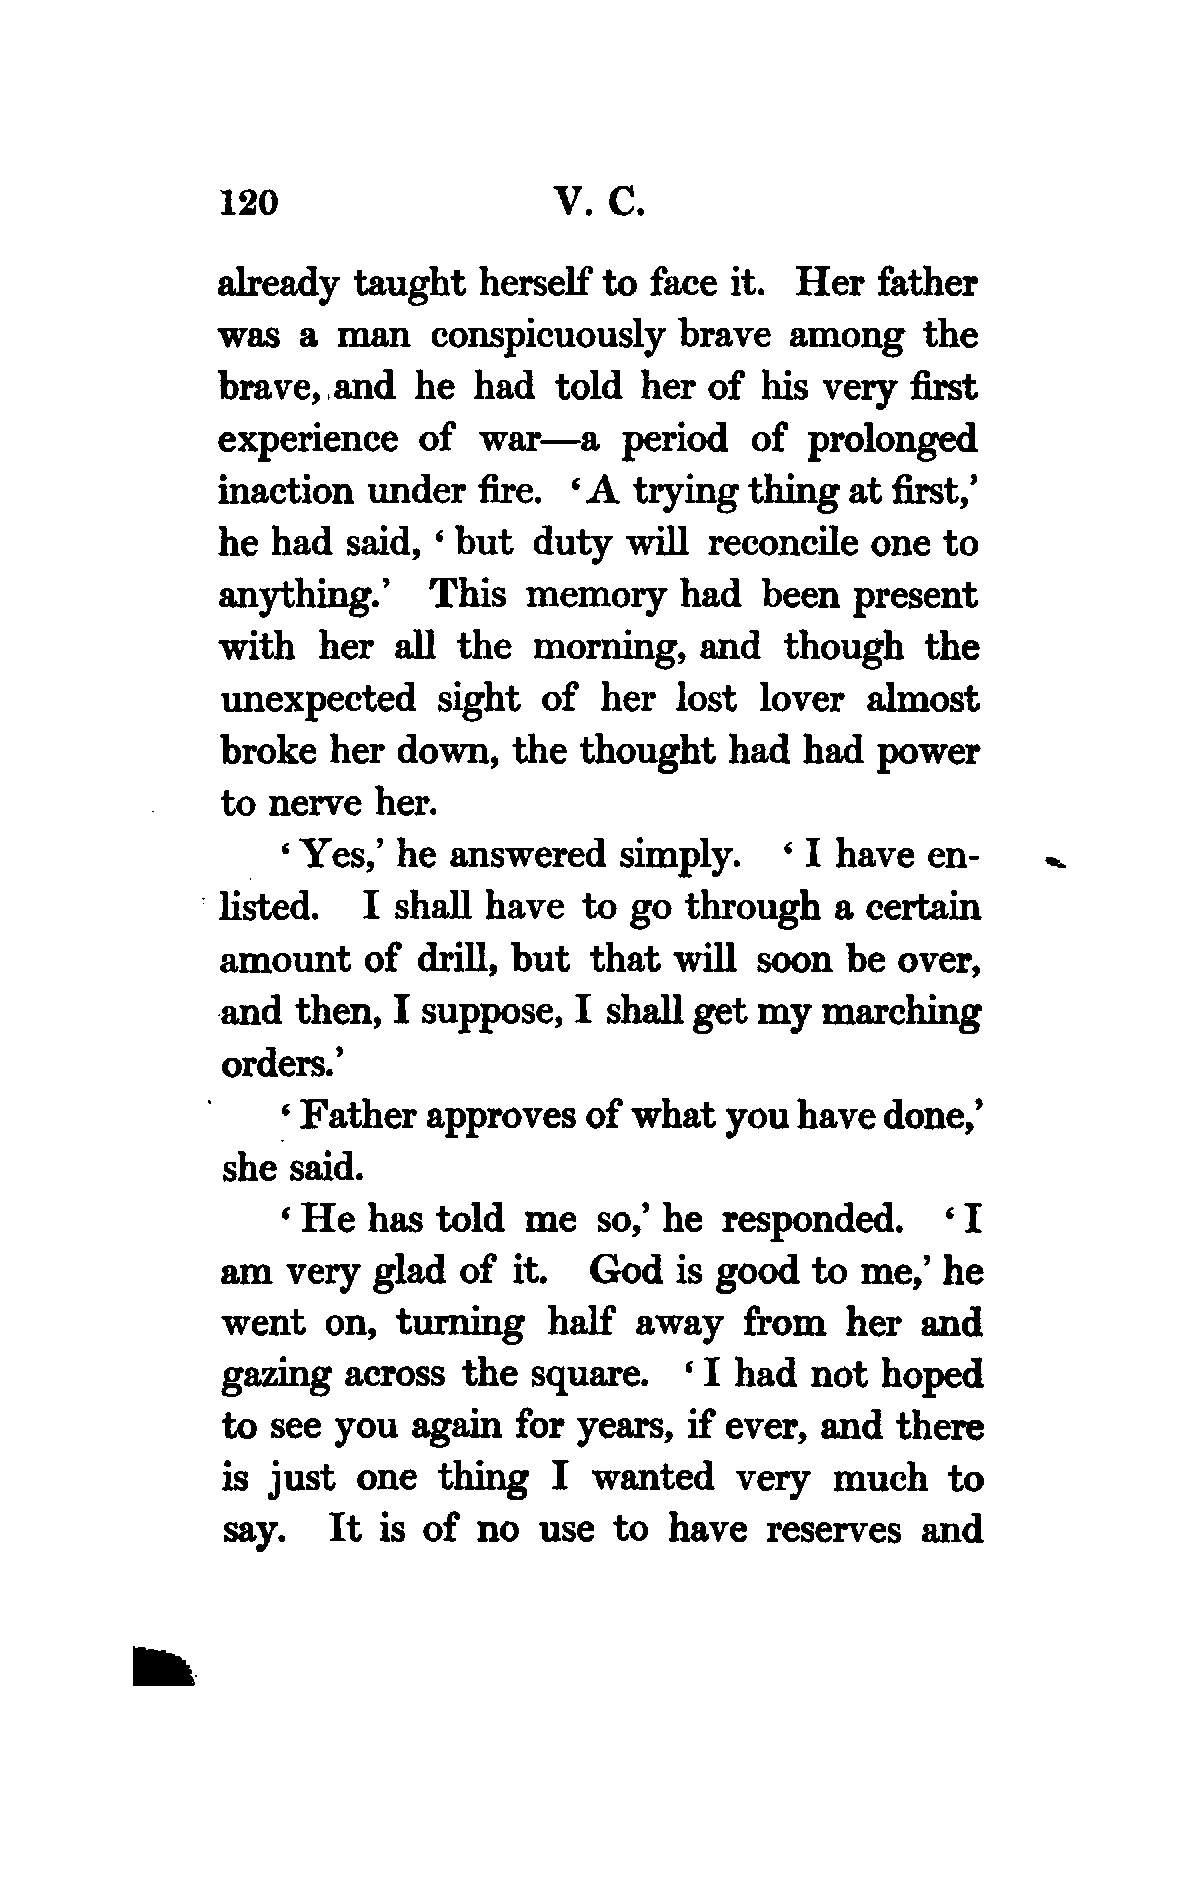 120 V. C.
already taught herself to face it. Her father
was a man conspicuously brave among the
brave, and he had told her of his very first
experience of war—a period of prolonged
inaction under fire. ‘A trying thing at first,’
he had said, ‘ but duty will reconcile one to
anything.’ This memory had been present
with her all the morning, and though the
unexpected sight of her lost lover almost
broke her down, the thought had had power
to nerve her.
‘ Yes,’ he answered simply. ‘ I have en-
listed. I shall have to go through a certain
amount of drill, but that will soon be over,
and then, I suppose, I shall get my marching
orders.’
‘ Father approves of what you have done,’
she said.
‘ He has told me so,’ he responded. ‘ I
am very glad of it. God is good to me,’ he
went on, turning half away from her and
gazing across the square. ‘ I had not hoped
to see you again for years, if ever, and there
is just one thing I wanted very much to
say. It is of no use to have reserves and